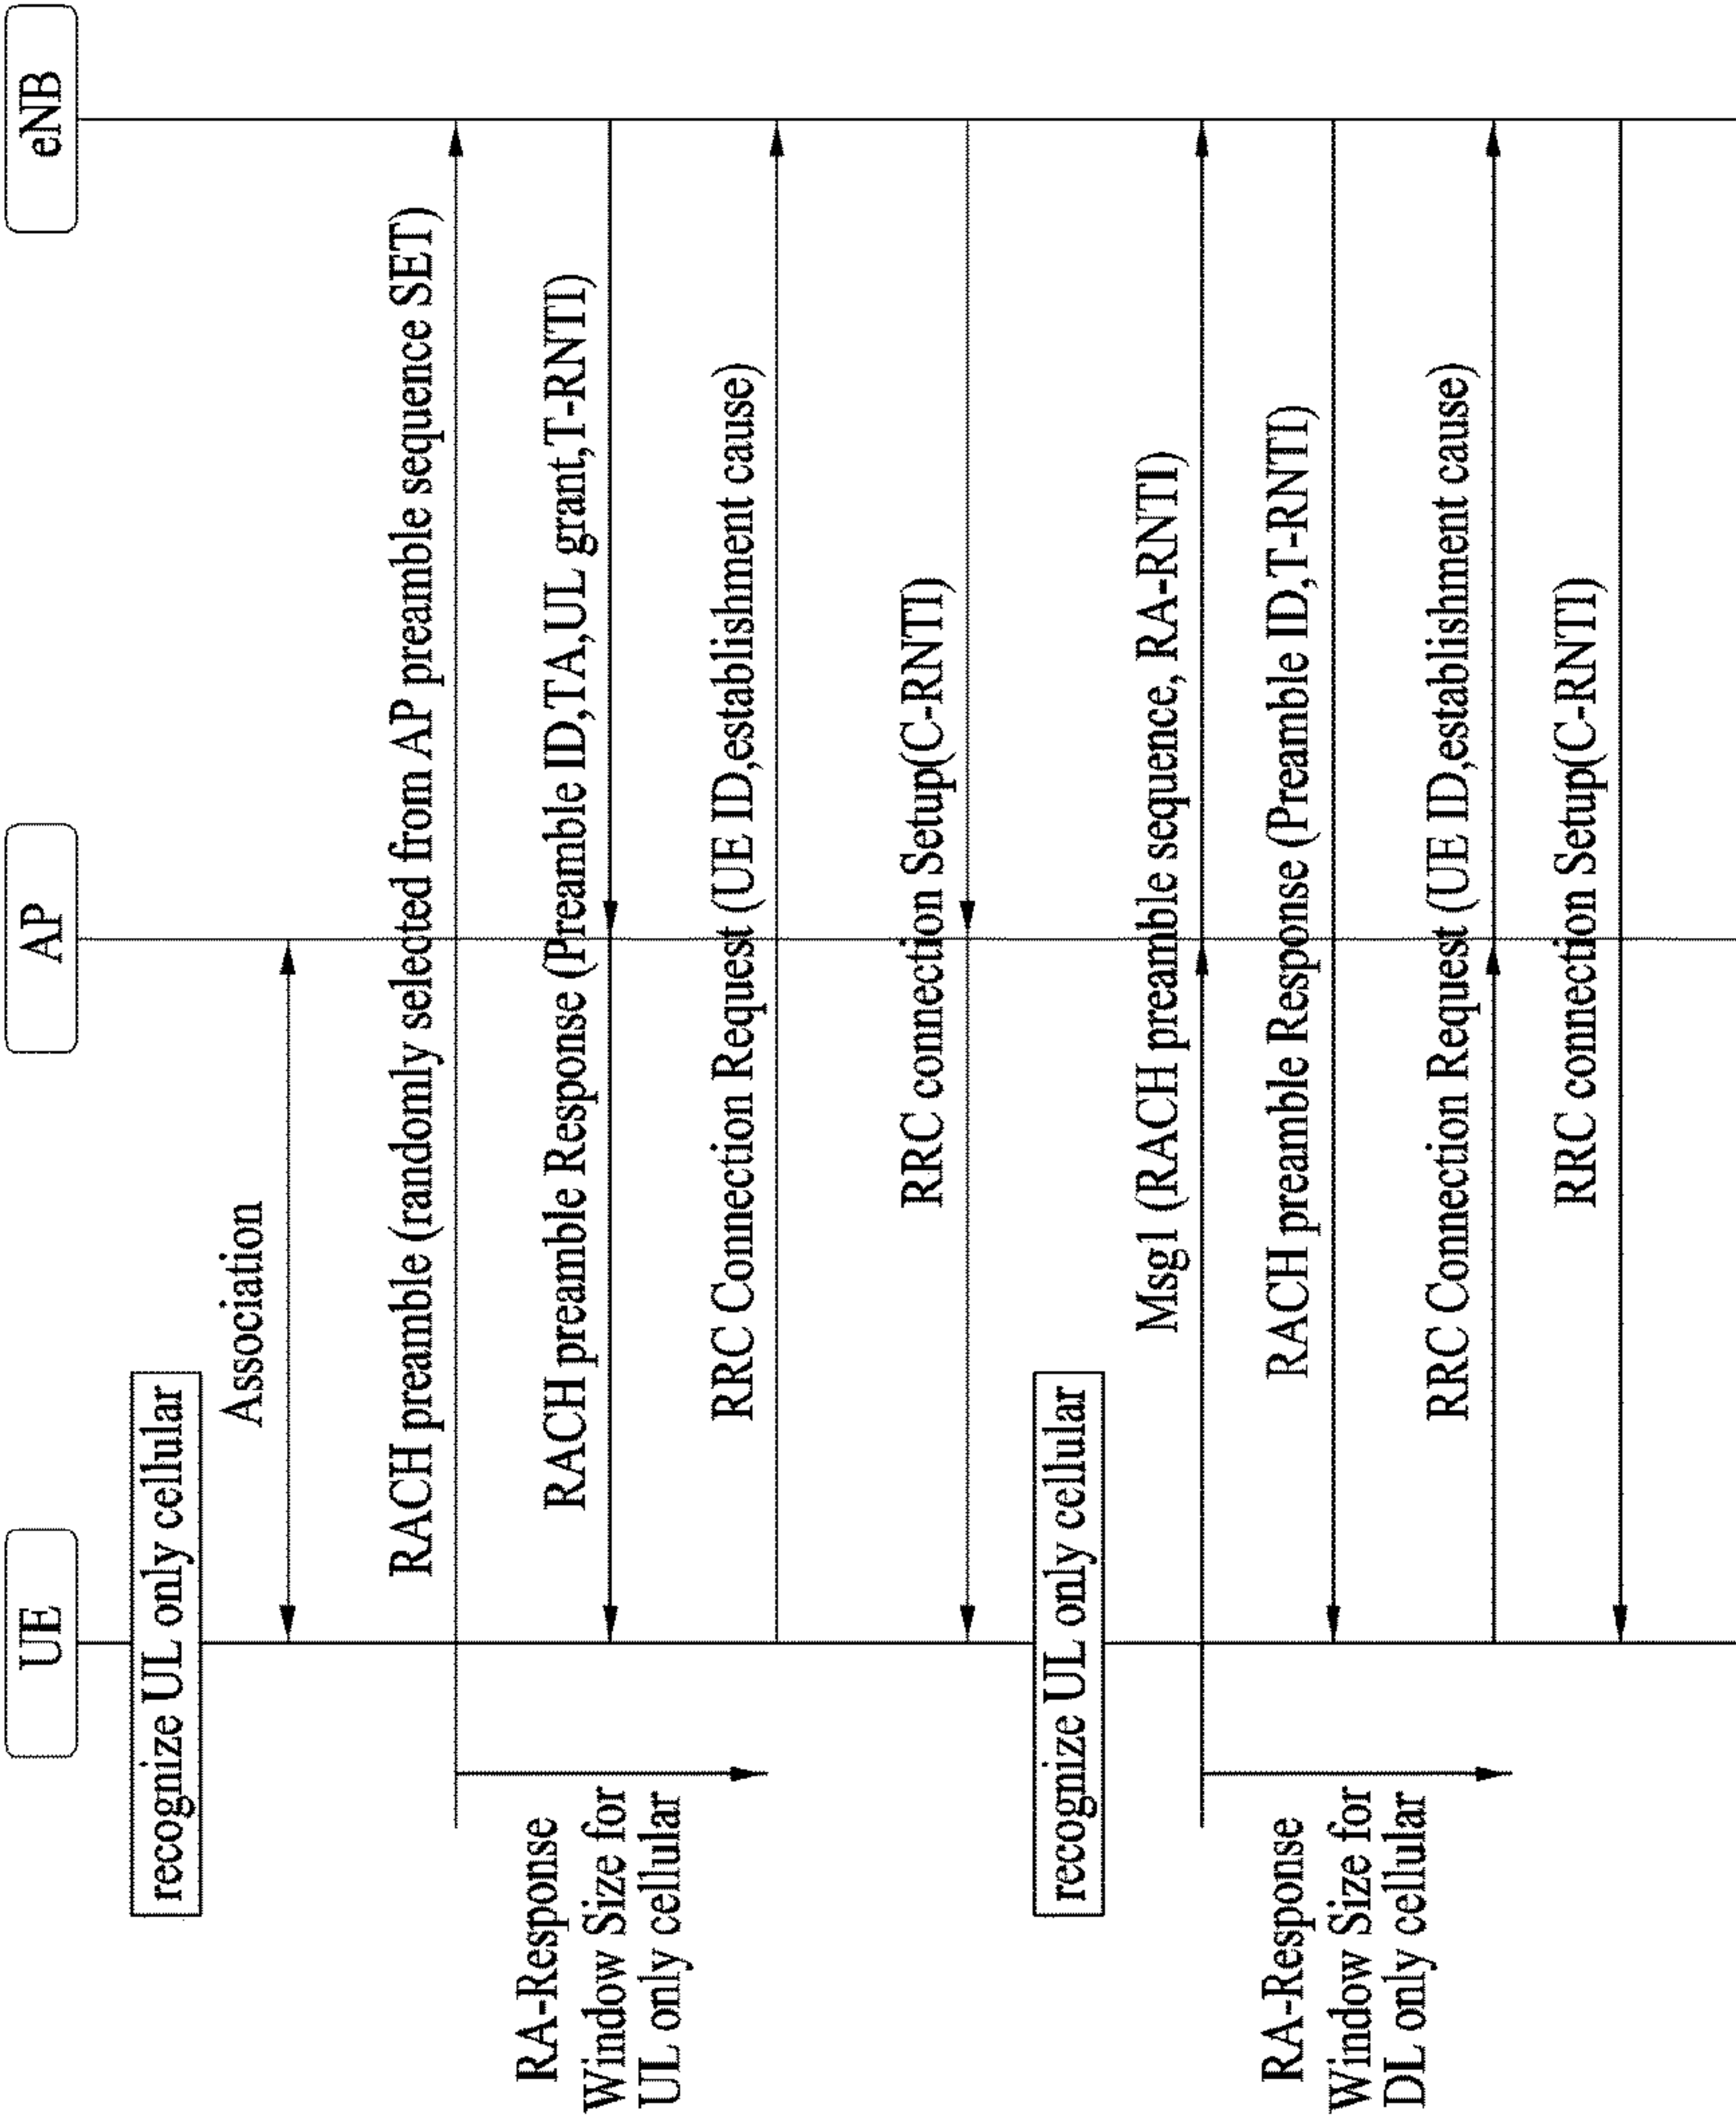 UE
AP
eNB
recognize UL only cellular
Association
RACH preamble (randomly selected from AP preamble sequence SET)
RA-Response
Window Size for
UL only cellular
RACH preamble Response (Preamble ID,TA,UL grant,T-RNTI)
RRC Connection Request (UE ID,establishment cause)
RRC connection Setup(C-RNTI)
recognize UL only cellular
Msg1 (RACH preamble sequence, RA-RNTI)
RA-Response
Window Size for
DL only cellular
RACH preamble Response (Preamble ID,T-RNTI)
RRC Connection Request (UE ID,establishment cause)
RRC connection Setup(C-RNTI)